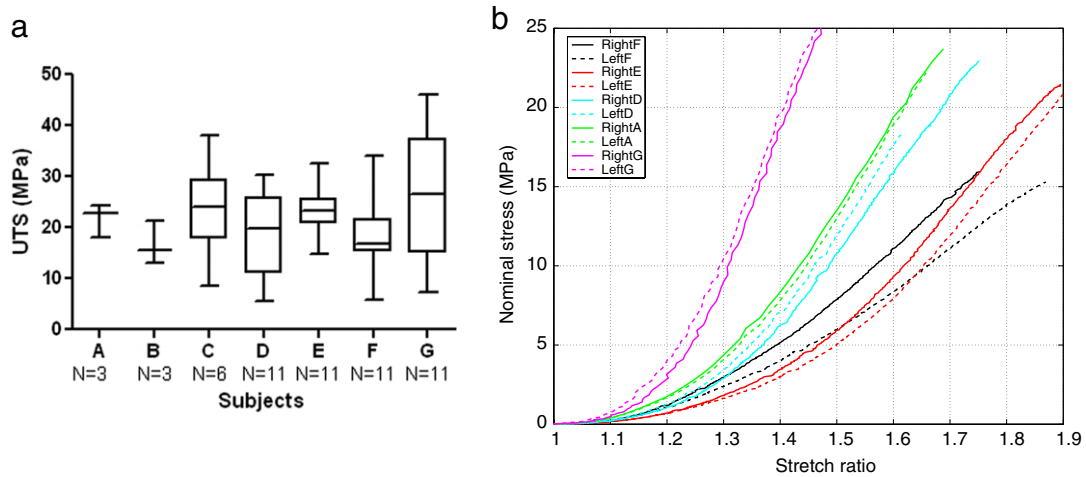 a
UTS (MPa)
50
40
30
20
10
0
A B C D E F G
N=3 N=3 N=6 N=11 N=11 N=11 N=11
Subjects
b
Nominal stress (MPa)
25
20
15
10
5
0
RightF
LeftF
RightE
LeftE
RightD
LeftD
RightA
LeftA
RightG
LeftG
1 1.1 1.2 1.3 1.4 1.5 1.6 1.7 1.8 1.9
Stretch ratio